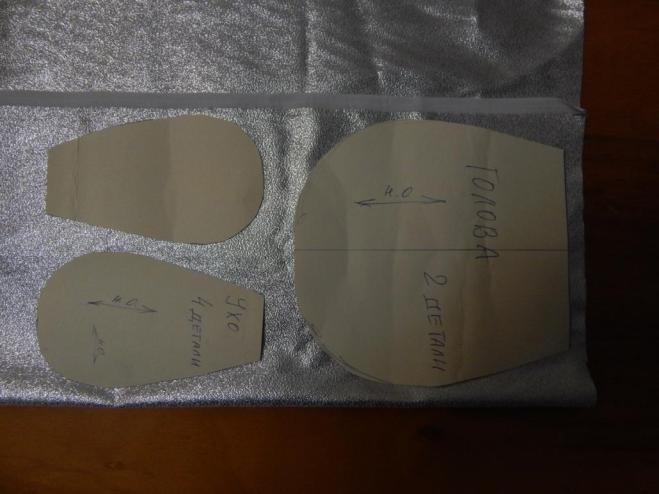 ГОЛОВА
2 ДЕТАЛИ
н.о.
УХО
4 ДЕТАЛИ
н.о.
н.о.